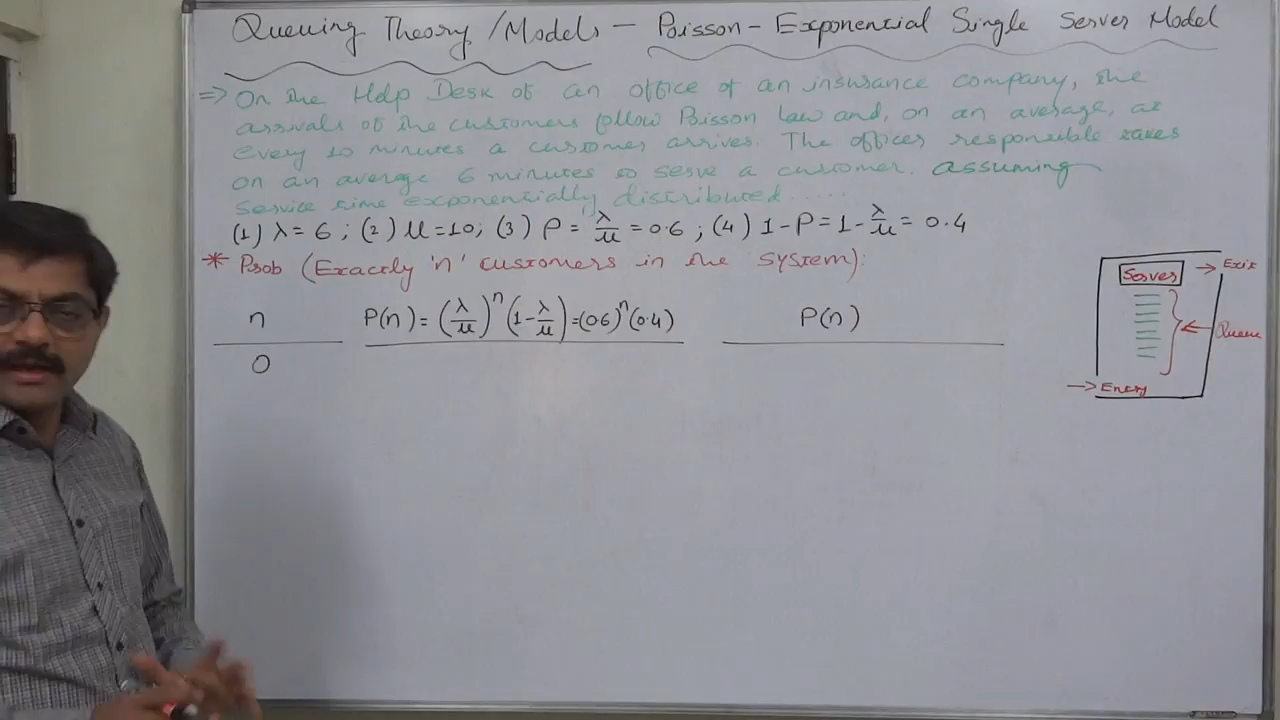 Queuing Theory/Models - Poisson-Exponential Single Server Model
=> On the Help Desk of an office of an insurance company, the
arrivals of the customers follow Poisson law and, on an average, at
every 10 minutes a customer arrives. The officer responsible takes
on an average 6 minutes to serve a customer. assuming
service time exponentially distributed.....
(1) λ = 6 ; (2) μ = 10; (3) ρ = λ/μ = 0.6 ; (4) 1-ρ = 1-λ/μ = 0.4
* Prob (Exactly 'n' customers in the system):
n P(n) = (λ/μ)^n (1-λ/μ) = (0.6)^n (0.4) P(n)
0
Server → Exit
← Queue
→ Entry